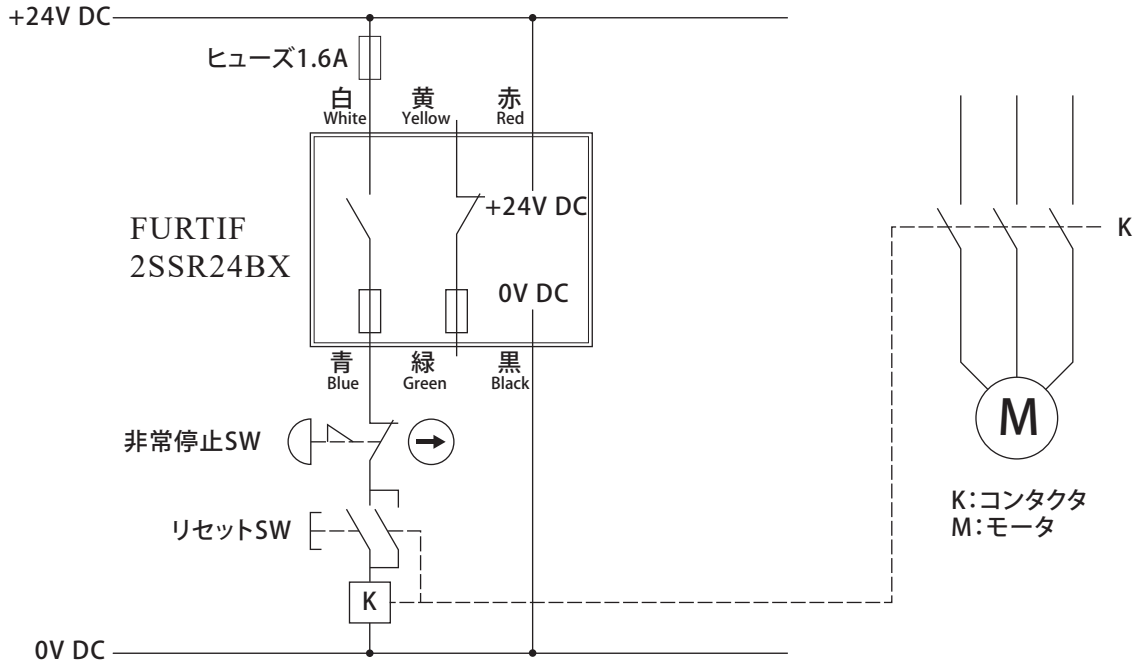 +24V DC
ヒューズ1.6A
白
White
黄
Yellow
赤
Red
FURTIF
2SSR24BX
+24V DC
0V DC
青
Blue
緑
Green
黒
Black
非常停止SW
リセットSW
K
0V DC
K
M
K:コンタクタ
M:モータ